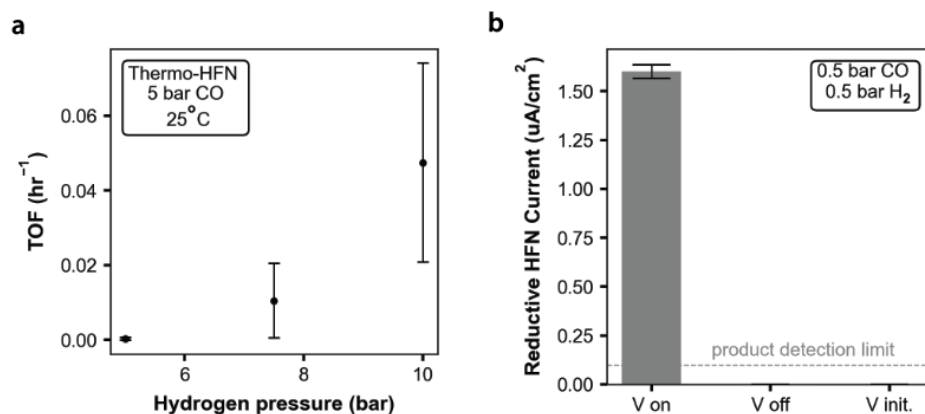 a
Thermo-HFN
5 bar CO
25°C
TOF (hr⁻¹)
0.06
0.04
0.02
0.00
6
8
10
Hydrogen pressure (bar)
b
0.5 bar CO
0.5 bar H₂
Reductive HFN Current (uA/cm²)
1.50
1.25
1.00
0.75
0.50
0.25
0.00
product detection limit
V on
V off
V init.